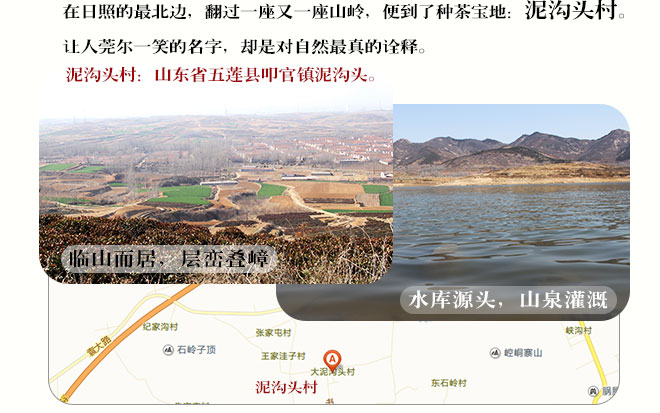 在日照的最北边，翻过一座又一座山岭，便到了种茶宝地：泥沟头村。
让人莞尔一笑的名字，却是对自然最真的诠释。
泥沟头村：山东省五莲县叩官镇泥沟头。
临山而居，层峦叠嶂
水库源头，山泉灌溉
纪家沟村
张家屯村
峡沟村
袁大路
石岭子顶
王家洼子村
崆峒寨山
A
大泥沟头村
东石岭村
泥沟头村